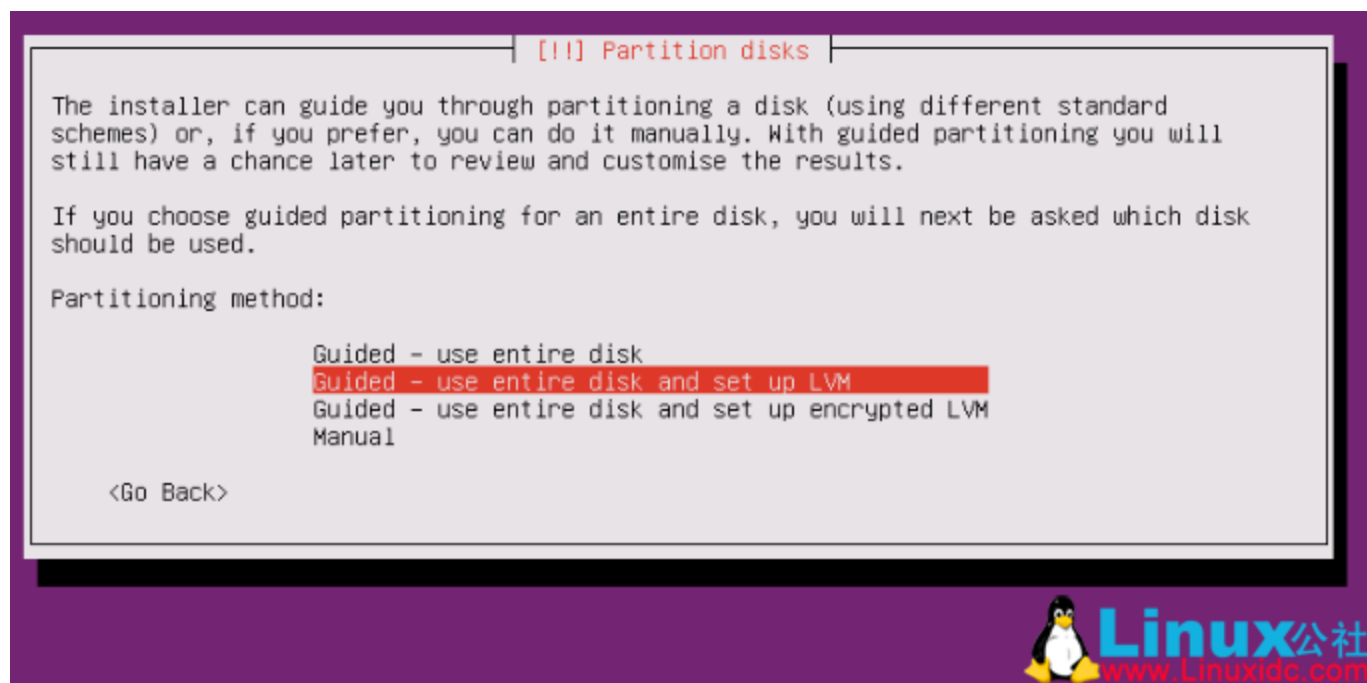 [!!] Partition disks
The installer can guide you through partitioning a disk (using different standard
schemes) or, if you prefer, you can do it manually. With guided partitioning you will
still have a chance later to review and customise the results.
If you choose guided partitioning for an entire disk, you will next be asked which disk
should be used.
Partitioning method:
Guided – use entire disk
Guided – use entire disk and set up LVM
Guided – use entire disk and set up encrypted LVM
Manual
<Go Back>
Linux公社
www.Linuxidc.com